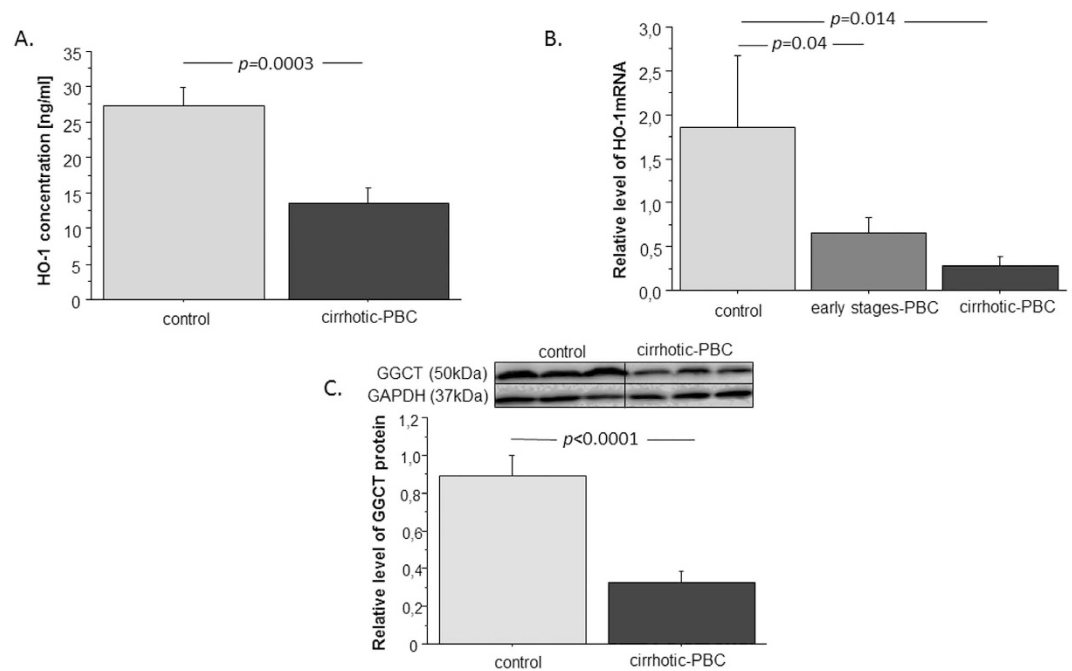 A.
HO-1 concentration [ng/ml]
35
30
25
20
15
10
5
0
p=0.0003
control
cirrhotic-PBC
B.
Relative level of HO-1mRNA
3,0
2,5
2,0
1,5
1,0
0,5
0,0
p=0.014
p=0.04
control
early stages-PBC
cirrhotic-PBC
C.
control
cirrhotic-PBC
GGCT (50kDa)
GAPDH (37kDa)
Relative level of GGCT protein
1,2
1,0
0,8
0,6
0,4
0,2
0
p<0.0001
control
cirrhotic-PBC